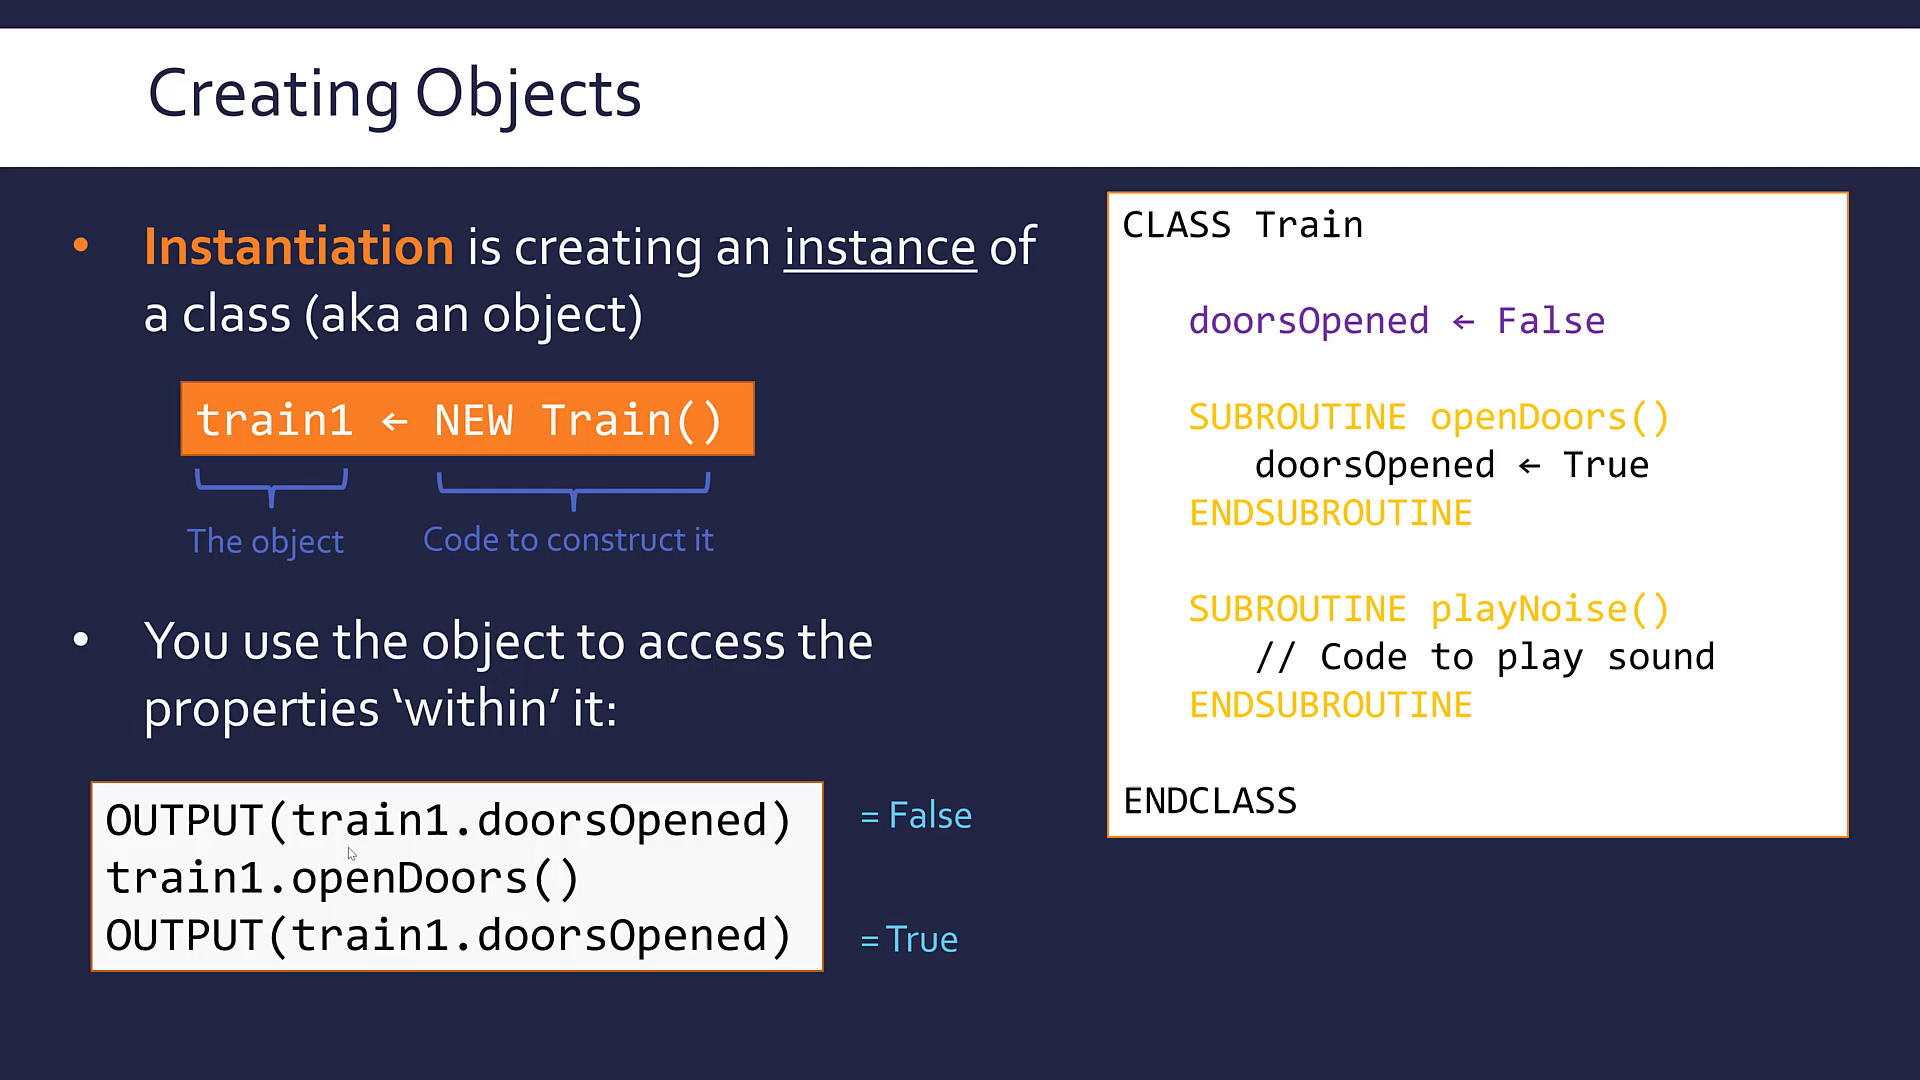 Creating Objects
• Instantiation is creating an instance of
a class (aka an object)
train1 ← NEW Train()
The object
Code to construct it
• You use the object to access the
properties ‘within’ it:
OUTPUT(train1.doorsOpened)
= False
train1.openDoors()
OUTPUT(train1.doorsOpened)
= True
CLASS Train
doorsOpened ← False
SUBROUTINE openDoors()
doorsOpened ← True
ENDSUBROUTINE
SUBROUTINE playNoise()
// Code to play sound
ENDSUBROUTINE
ENDCLASS